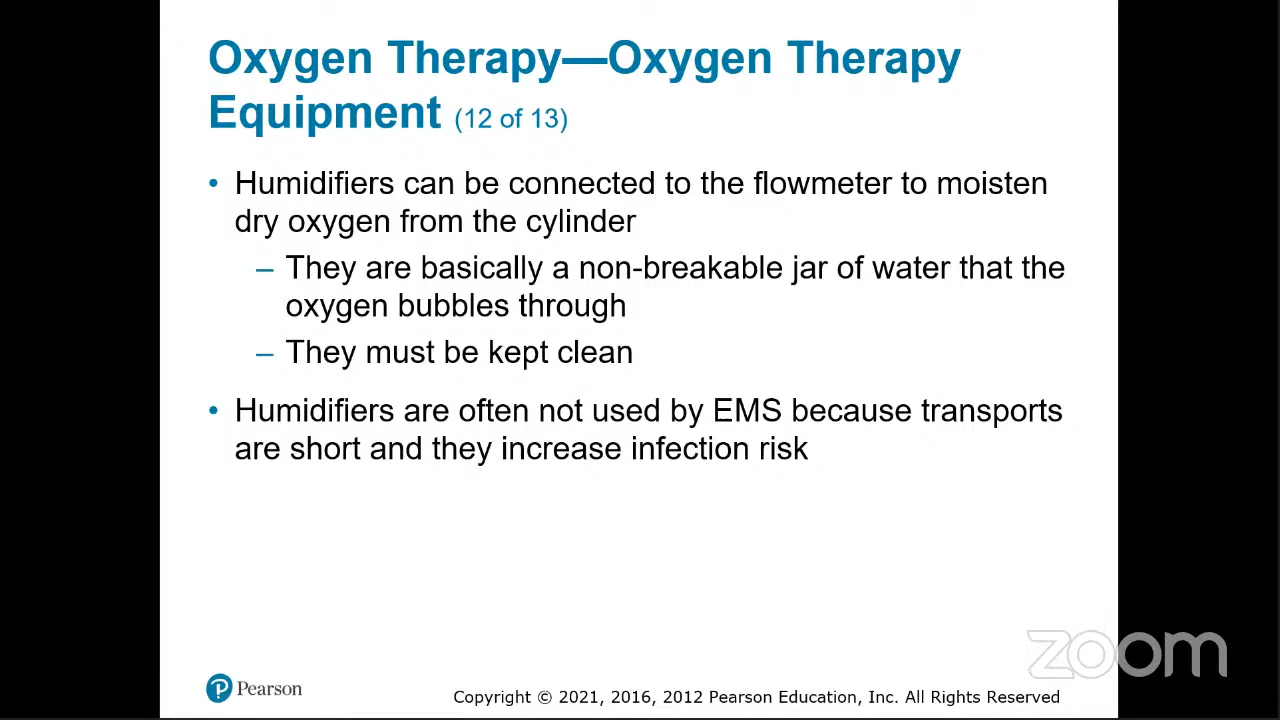 Oxygen Therapy—Oxygen Therapy
Equipment (12 of 13)
• Humidifiers can be connected to the flowmeter to moisten
dry oxygen from the cylinder
– They are basically a non-breakable jar of water that the
oxygen bubbles through
– They must be kept clean
• Humidifiers are often not used by EMS because transports
are short and they increase infection risk
zoom
Pearson
Copyright © 2021, 2016, 2012 Pearson Education, Inc. All Rights Reserved